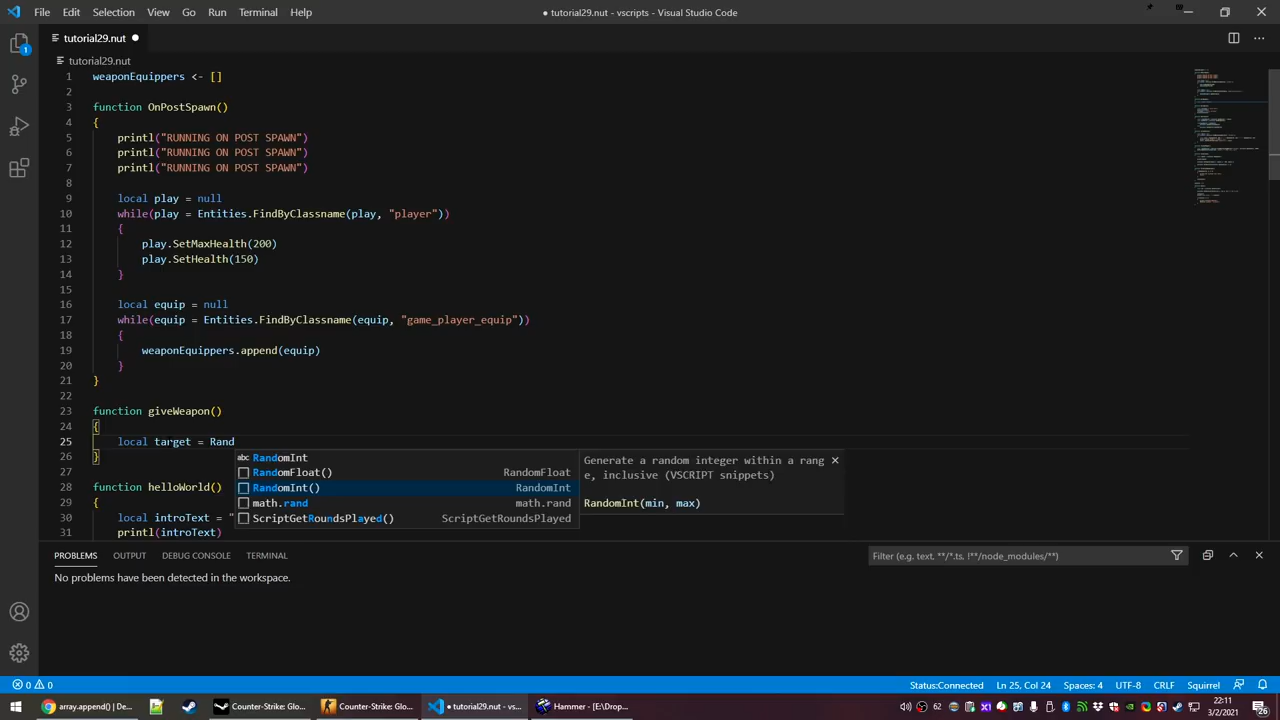 File Edit Selection View Go Run Terminal Help
● tutorial29.nut - vscripts - Visual Studio Code
tutorial29.nut ●
tutorial29.nut
1 weaponEquippers <- []
2
3 function OnPostSpawn()
4 {
5 printl("RUNNING ON POST SPAWN")
6 printl("RUNNING ON POST SPAWN")
7 printl("RUNNING ON POST SPAWN")
8
9 local play = null
10 while(play = Entities.FindByClassname(play, "player"))
11 {
12 play.SetMaxHealth(200)
13 play.SetHealth(150)
14 }
15
16 local equip = null
17 while(equip = Entities.FindByClassname(equip, "game_player_equip"))
18 {
19 weaponEquippers.append(equip)
20 }
21 }
22
23 function giveWeapon()
24 {
25 local target = Rand
26 }
abc RandomInt
RandomFloat() RandomFloat
RandomInt() RandomInt
math.rand math.rand
ScriptGetRoundsPlayed() ScriptGetRoundsPlayed
Generate a random integer within a rang
e, inclusive (VSCRIPT snippets)
RandomInt(min, max)
27
28 function helloWorld()
29 {
30 local introText = "
31 printl(introText)
PROBLEMS OUTPUT DEBUG CONSOLE TERMINAL
Filter (e.g. text, **/*.ts, !**/node_modules/**)
No problems have been detected in the workspace.
0 0 Status:Connected Ln 25, Col 24 Spaces: 4 UTF-8 CRLF Squirrel
array.append() | De...
Counter-Strike: Glo...
Counter-Strike: Glo...
● tutorial29.nut - vs...
Hammer - [E:\Drop...
62
22:11
3/2/2021
26